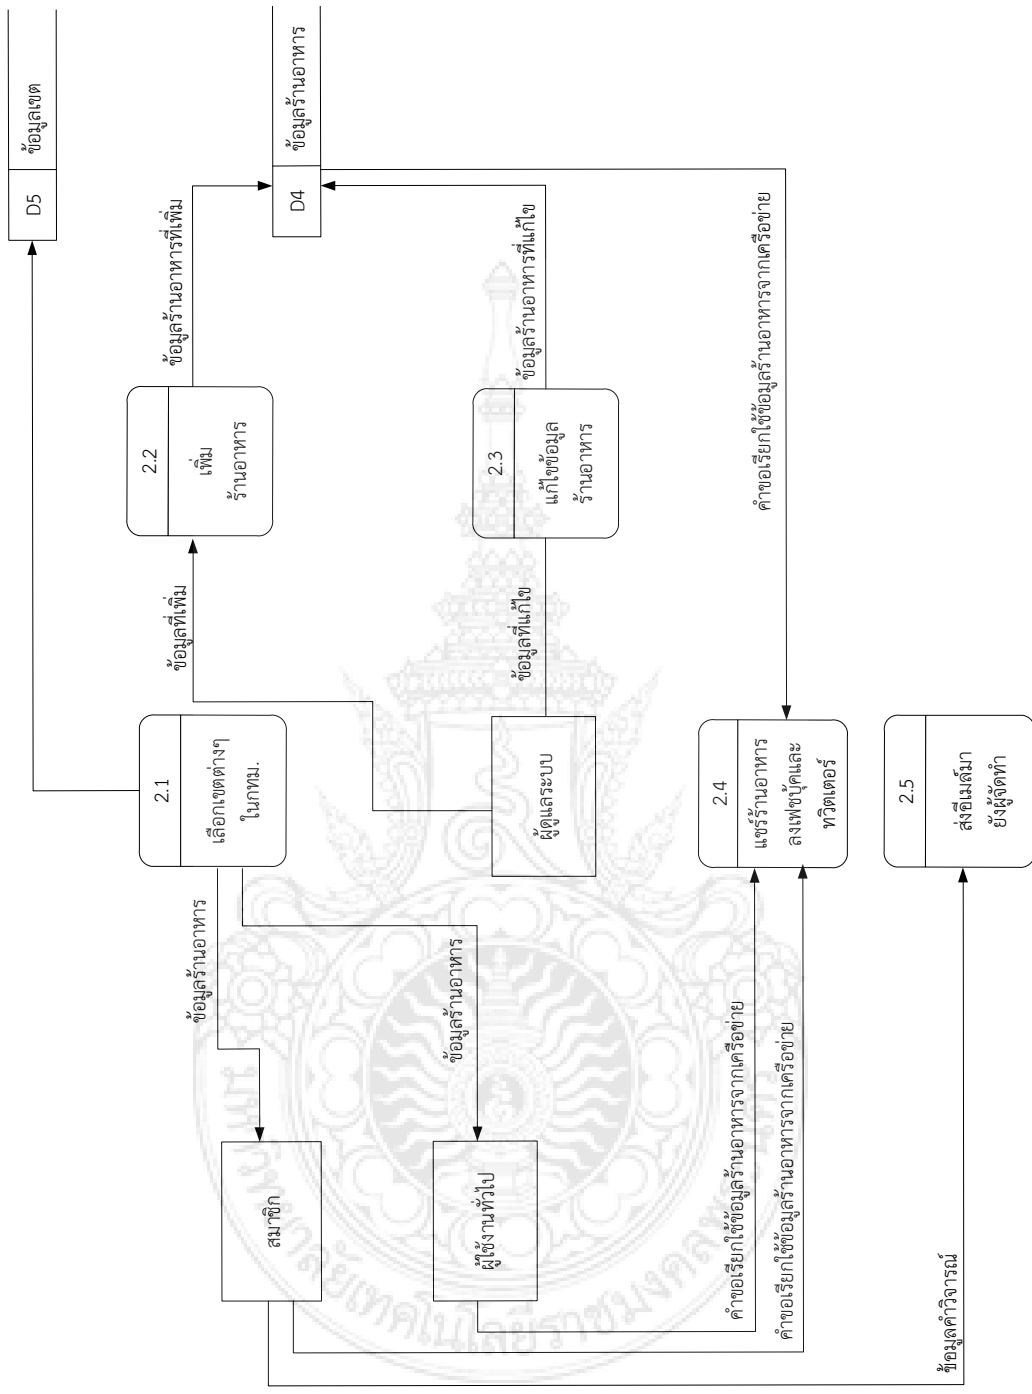 D5 ข้อมูลเขต
D4 ข้อมูลร้านอาหาร
ข้อมูลร้านอาหารที่เพิ่ม
ข้อมูลร้านอาหารที่แก้ไข
คำขอเรียกใช้ข้อมูลร้านอาหารจากเครือข่าย
2.2
เพิ่ม
ร้านอาหาร
2.3
แก้ไขข้อมูล
ร้านอาหาร
ข้อมูลที่เพิ่ม
ข้อมูลที่แก้ไข
2.1
เลือกเขตต่างๆ
ในกทม.
ผู้ดูแลระบบ
2.4
แชร์ร้านอาหาร
ลงเฟชบุ้คและ
ทวิตเตอร์
2.5
ส่งอีเมล์มา
ยังผู้จัดทำ
ข้อมูลร้านอาหาร
ข้อมูลร้านอาหาร
สมาชิก
ผู้ใช้งานทั่วไป
คำขอเรียกใช้ข้อมูลร้านอาหารจากเครือข่าย
คำขอเรียกใช้ข้อมูลร้านอาหารจากเครือข่าย
ข้อมูลคำวิจารณ์